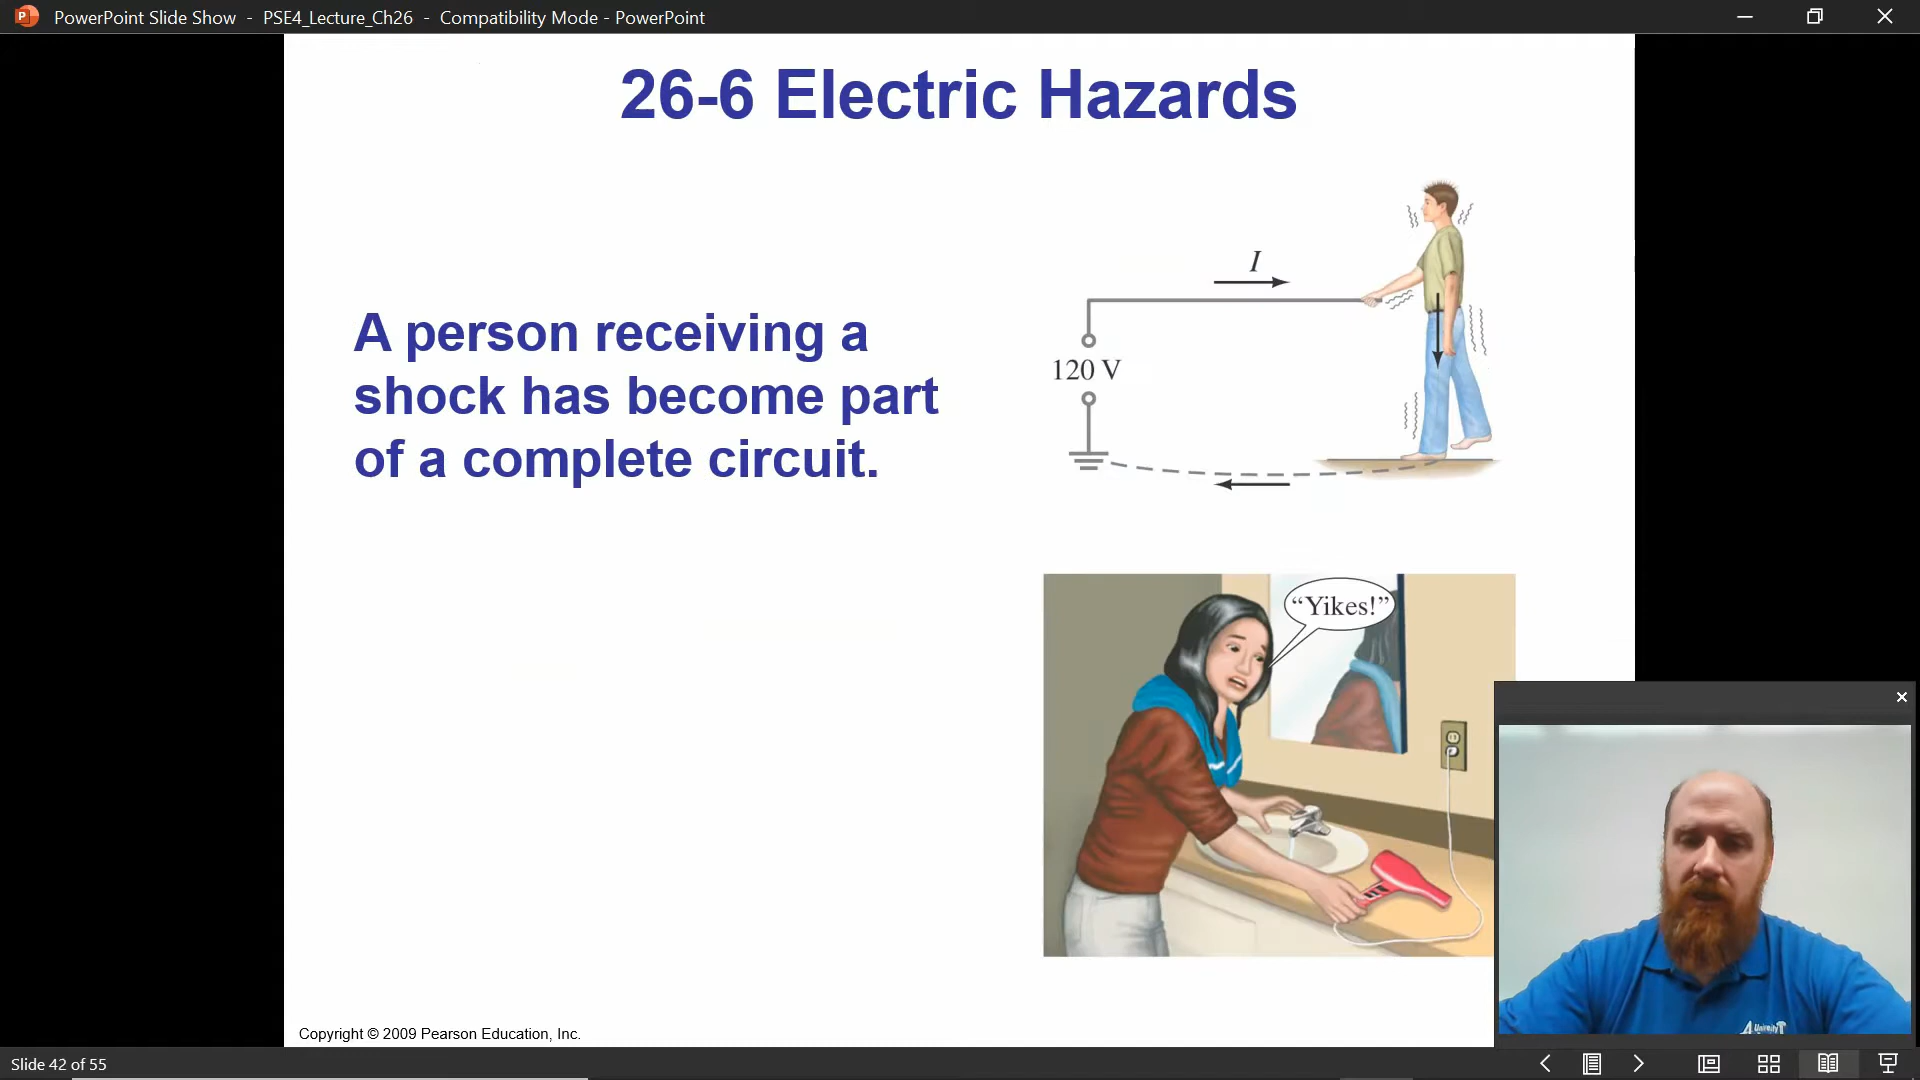 PowerPoint Slide Show - PSE4_Lecture_Ch26 - Compatibility Mode - PowerPoint
26-6 Electric Hazards
A person receiving a
shock has become part
of a complete circuit.
I
120 V
“Yikes!”
Copyright © 2009 Pearson Education, Inc.
Slide 42 of 55